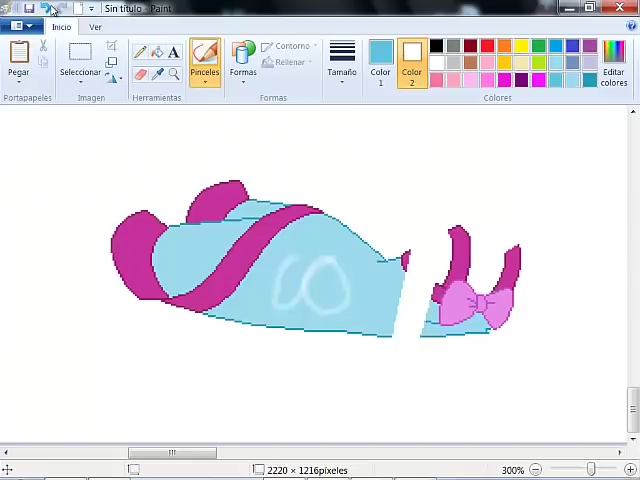 Sin título - Paint
Inicio Ver
Pegar
Seleccionar
Pinceles
Formas
Contorno
Rellenar
Tamaño
Color 1
Color 2
Editar colores
Portapapeles Imagen Herramientas Formas Colores
2220 × 1216píxeles 300%